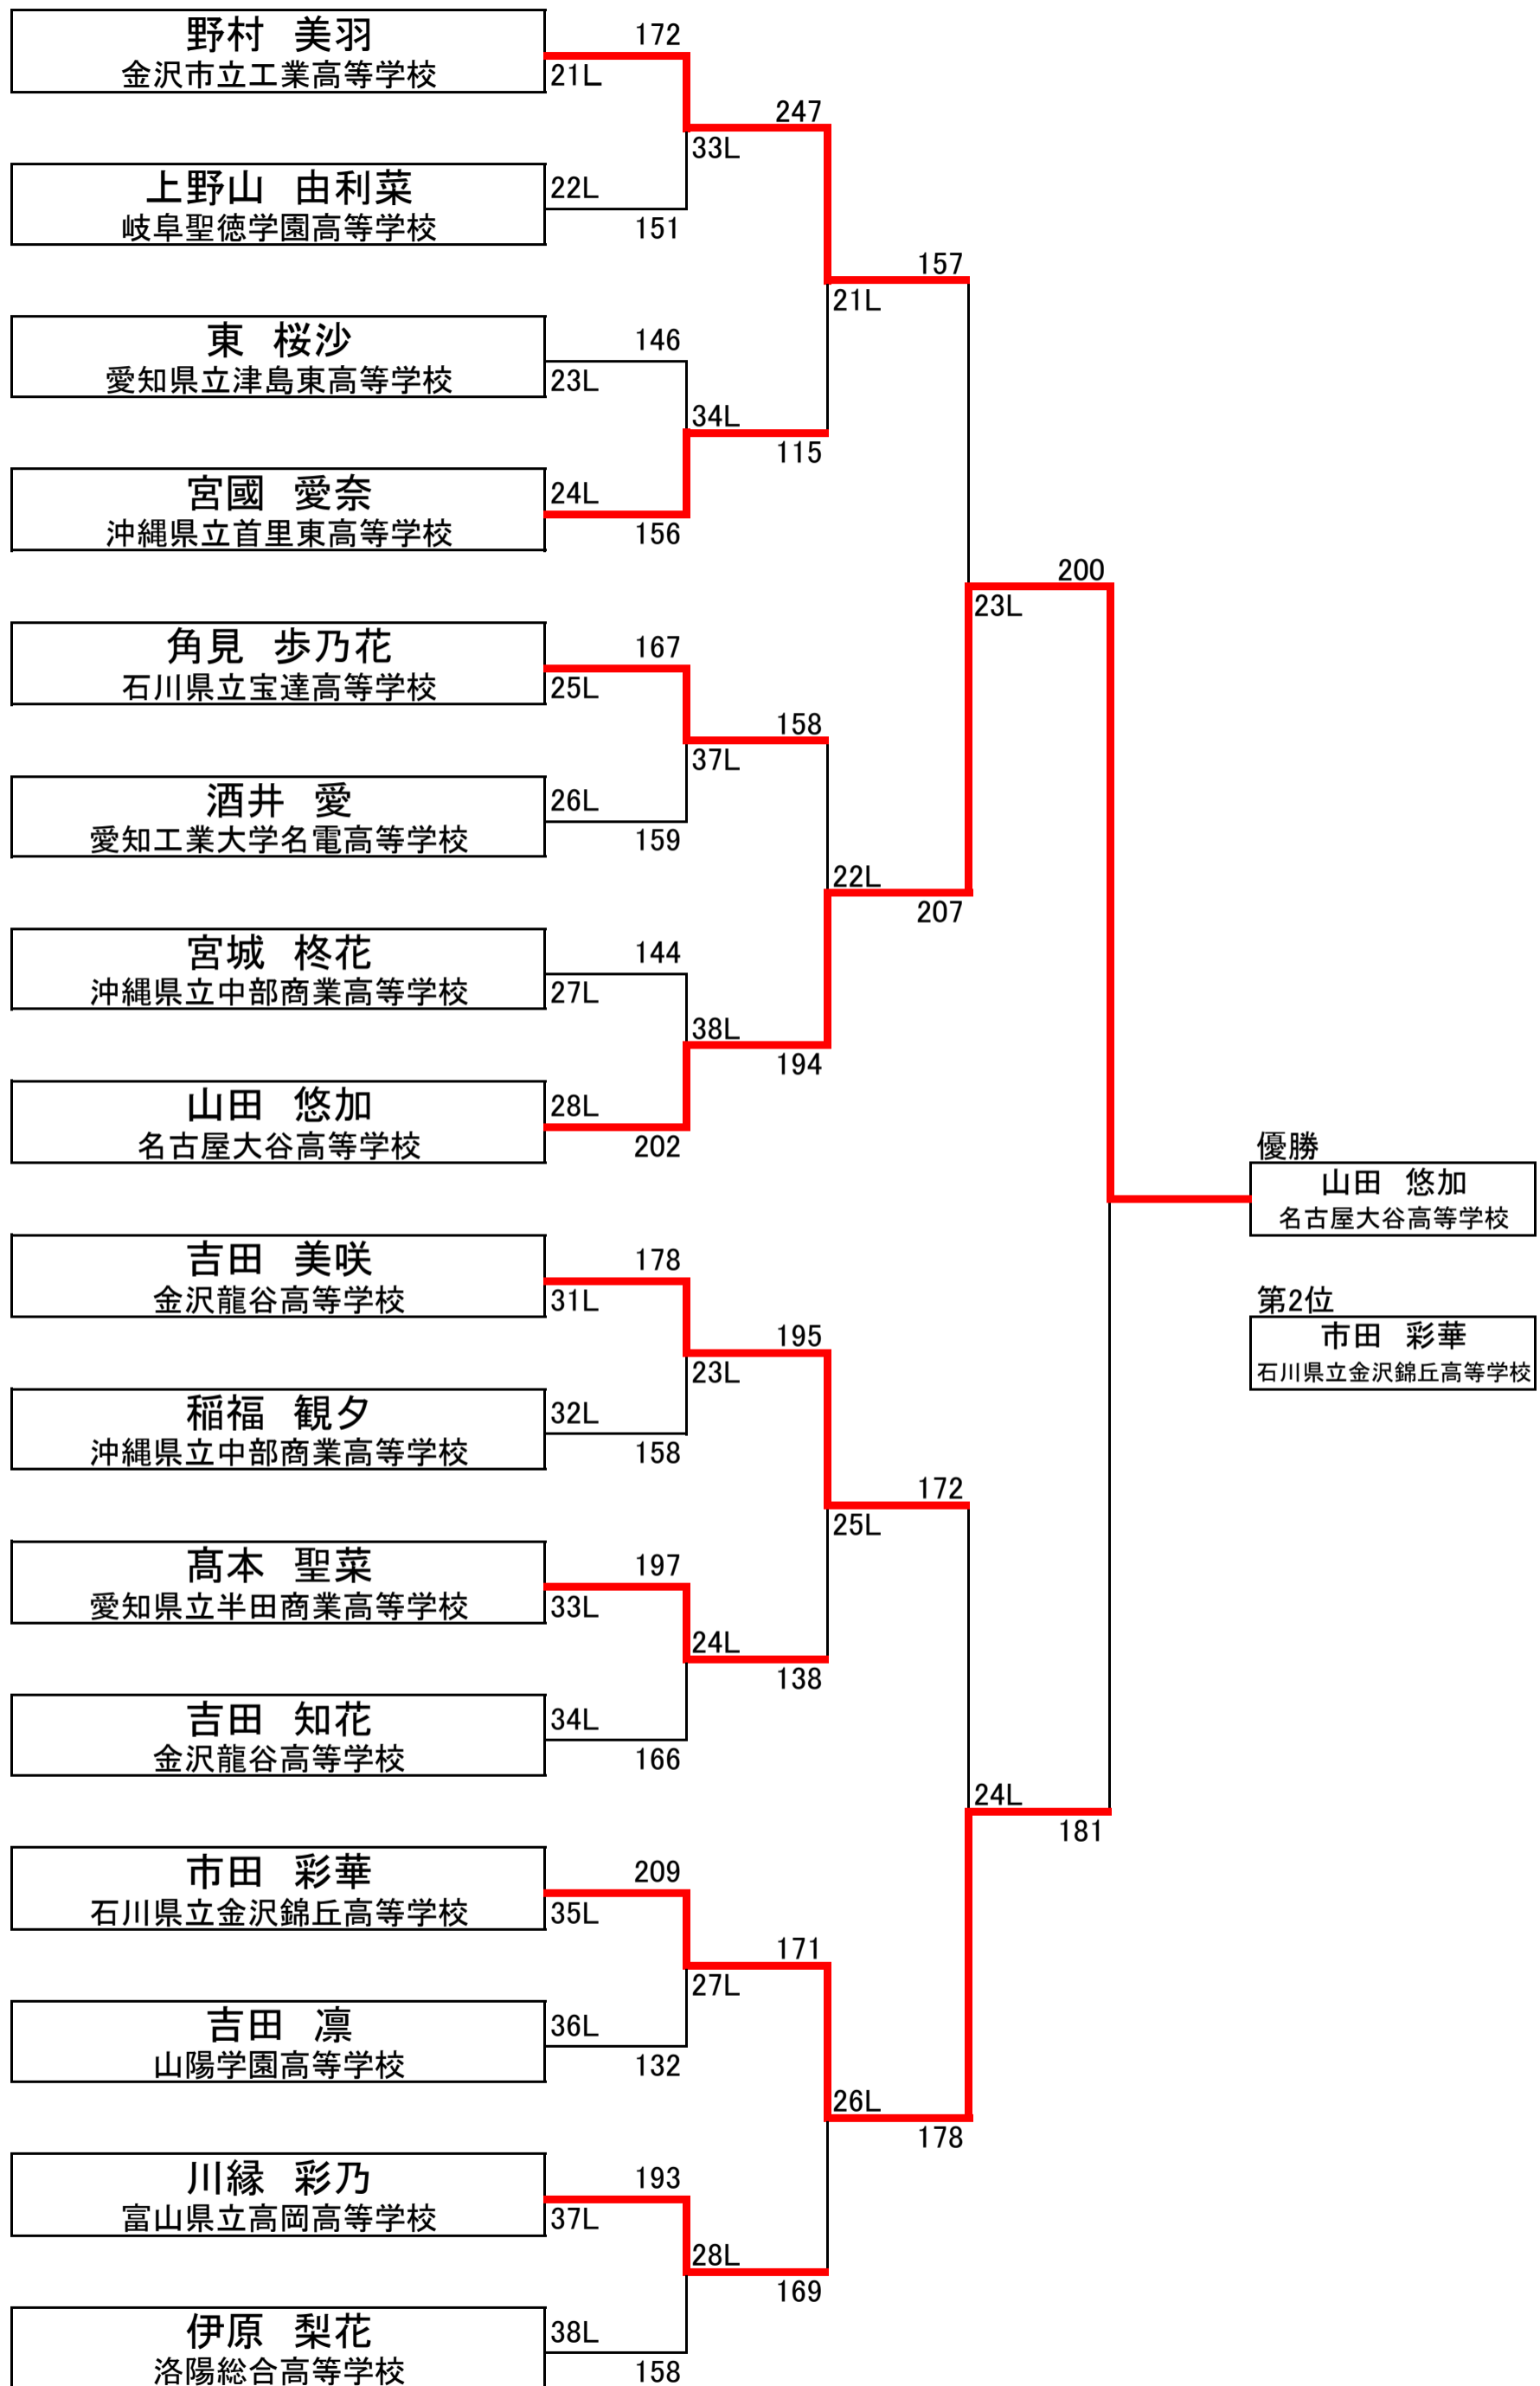 野村 美羽
金沢市立工業高等学校
172
21L
247
33L
上野山 由利菜
岐阜聖徳学園高等学校
22L
151
157
21L
東 桜沙
愛知県立津島東高等学校
146
23L
34L
115
宮國 愛奈
沖縄県立首里東高等学校
24L
156
200
23L
角見 歩乃花
石川県立宝達高等学校
167
25L
158
37L
酒井 愛
愛知工業大学名電高等学校
26L
159
22L
207
宮城 柊花
沖縄県立中部商業高等学校
144
27L
38L
194
山田 悠加
名古屋大谷高等学校
28L
202
優勝
山田 悠加
名古屋大谷高等学校
吉田 美咲
金沢龍谷高等学校
178
31L
195
23L
第2位
市田 彩華
石川県立金沢錦丘高等学校
稲福 観夕
沖縄県立中部商業高等学校
32L
158
172
25L
髙本 聖菜
愛知県立半田商業高等学校
197
33L
24L
138
吉田 知花
金沢龍谷高等学校
34L
166
24L
181
市田 彩華
石川県立金沢錦丘高等学校
209
35L
171
27L
吉田 凛
山陽学園高等学校
36L
132
26L
178
川縁 彩乃
富山県立高岡高等学校
193
37L
28L
169
伊原 梨花
洛陽総合高等学校
38L
158